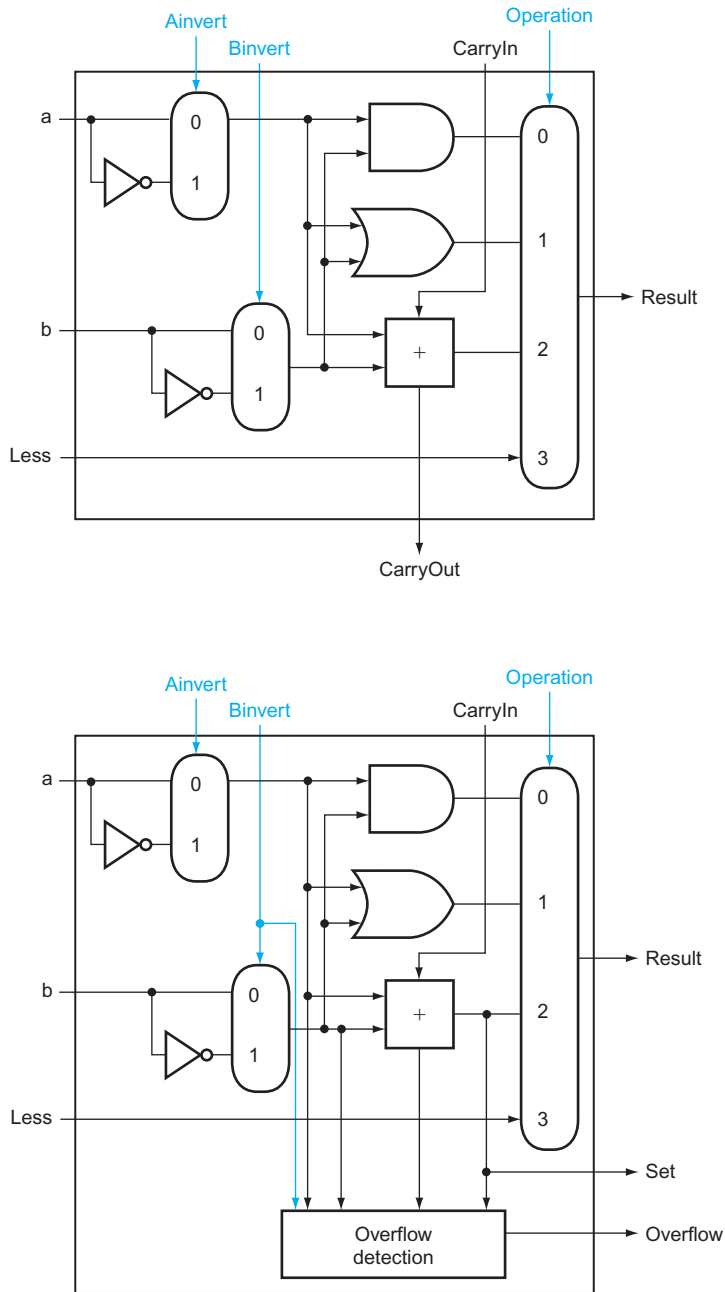 Ainvert
Operation
Binvert
CarryIn
a
0
0
1
1
Result
b
0
+
2
1
Less
3
CarryOut
Operation
Ainvert
Binvert
CarryIn
a
0
0
1
1
Result
b
0
+
2
1
Less
3
Set
Overflow
detection
Overflow